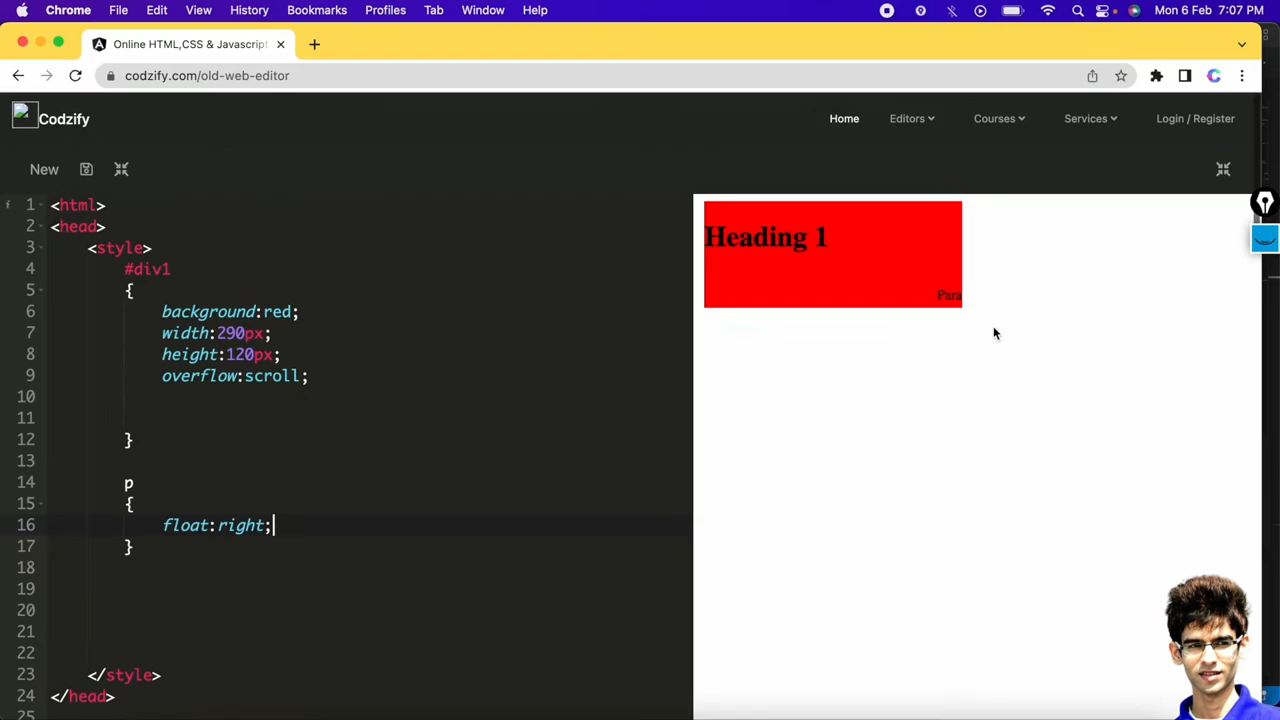 Chrome File Edit View History Bookmarks Profiles Tab Window Help Mon 6 Feb 7:07 PM
Online HTML,CSS & Javascript
codzify.com/old-web-editor
Codzify Home Editors Courses Services Login / Register
New
1 <html>
2 <head>
3 <style>
4 #div1
5 {
6 background:red;
7 width:290px;
8 height:120px;
9 overflow:scroll;
10
11
12 }
13
14 p
15 {
16 float:right;
17 }
18
19
20
21
22
23 </style>
24 </head>
25
Heading 1
Para